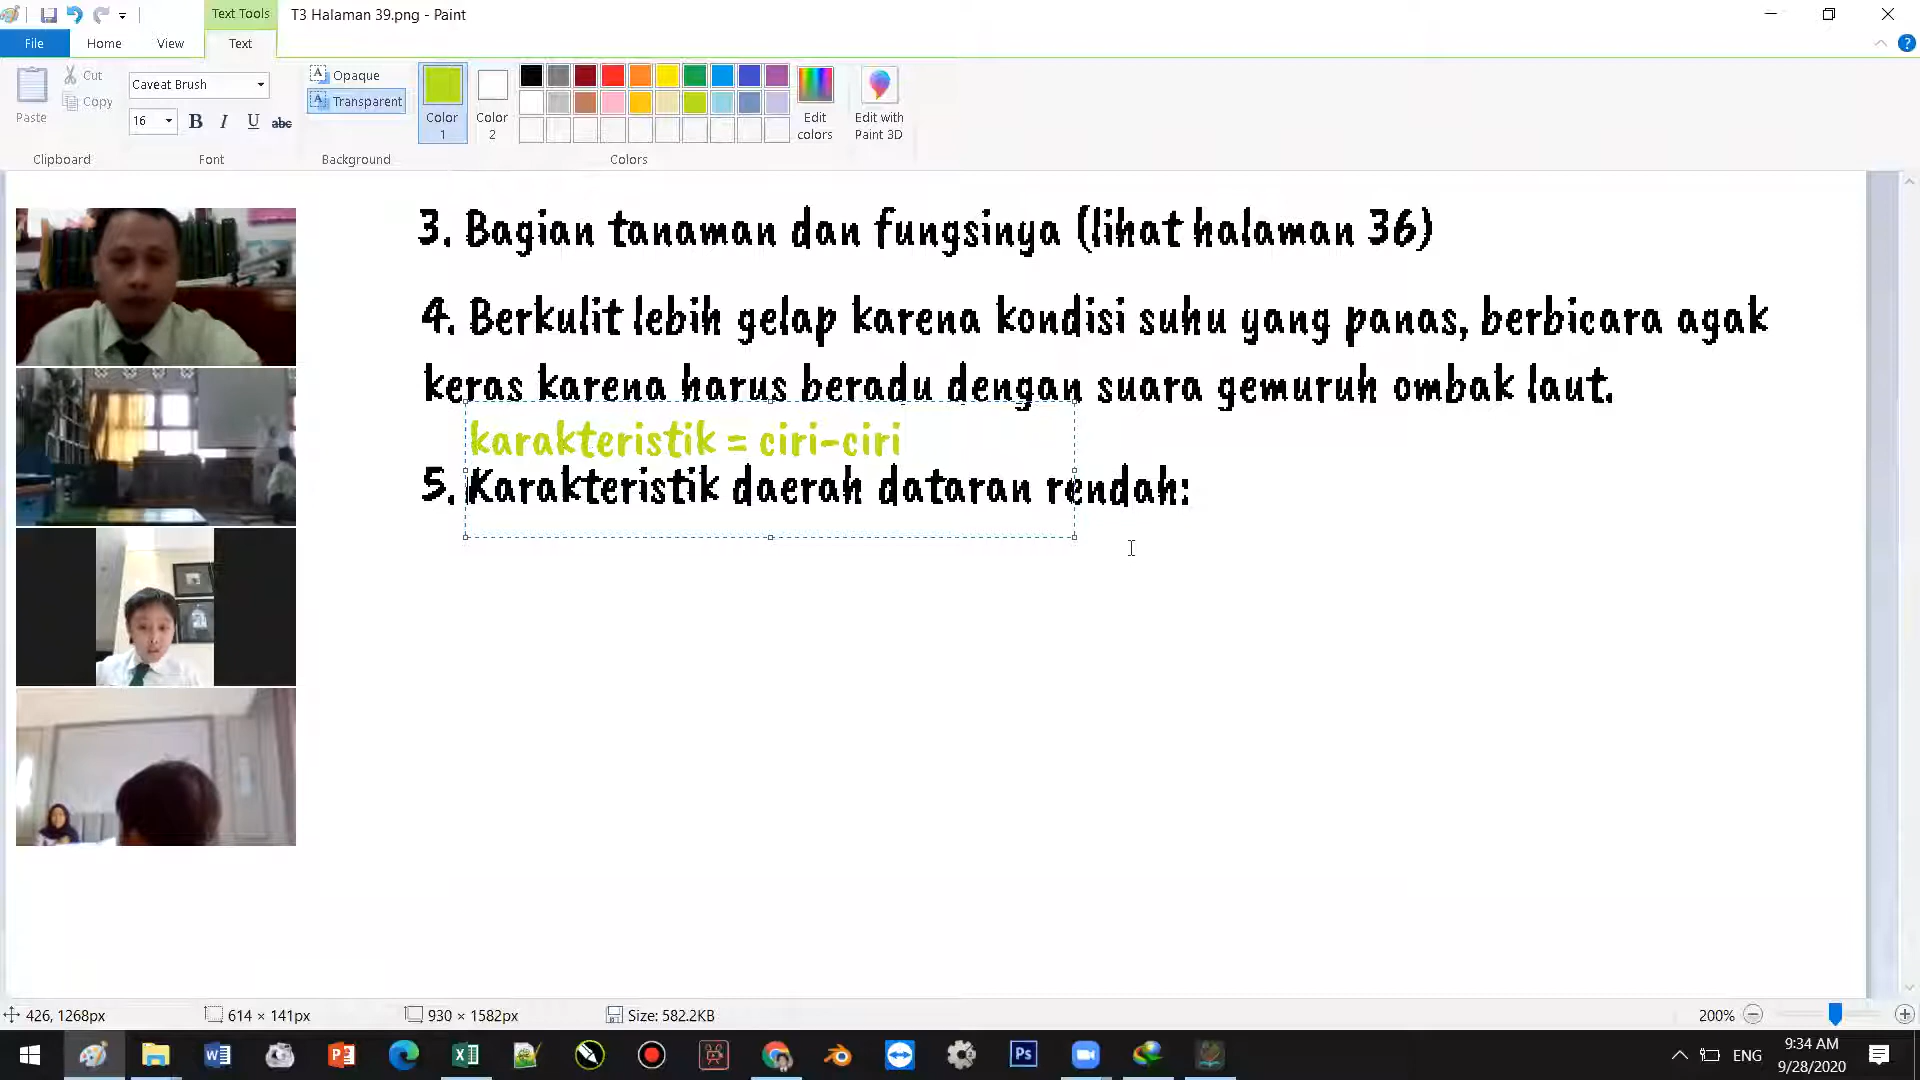 Text Tools
T3 Halaman 39.png - Paint
File
Home
View
Text
Paste
Cut
Copy
Clipboard
Caveat Brush
16
B I U abc
Font
Opaque
Transparent
Background
Color 1
Color 2
Edit colors
Edit with Paint 3D
Colors
3. Bagian tanaman dan fungsinya (lihat halaman 36)
4. Berkulit lebih gelap karena kondisi suhu yang panas, berbicara agak
keras karena harus beradu dengan suara gemuruh ombak laut.
karakteristik = ciri-ciri
5. Karakteristik daerah dataran rendah:
426, 1268px
614 × 141px
930 × 1582px
Size: 582.2KB
200%
ENG
9:34 AM
9/28/2020